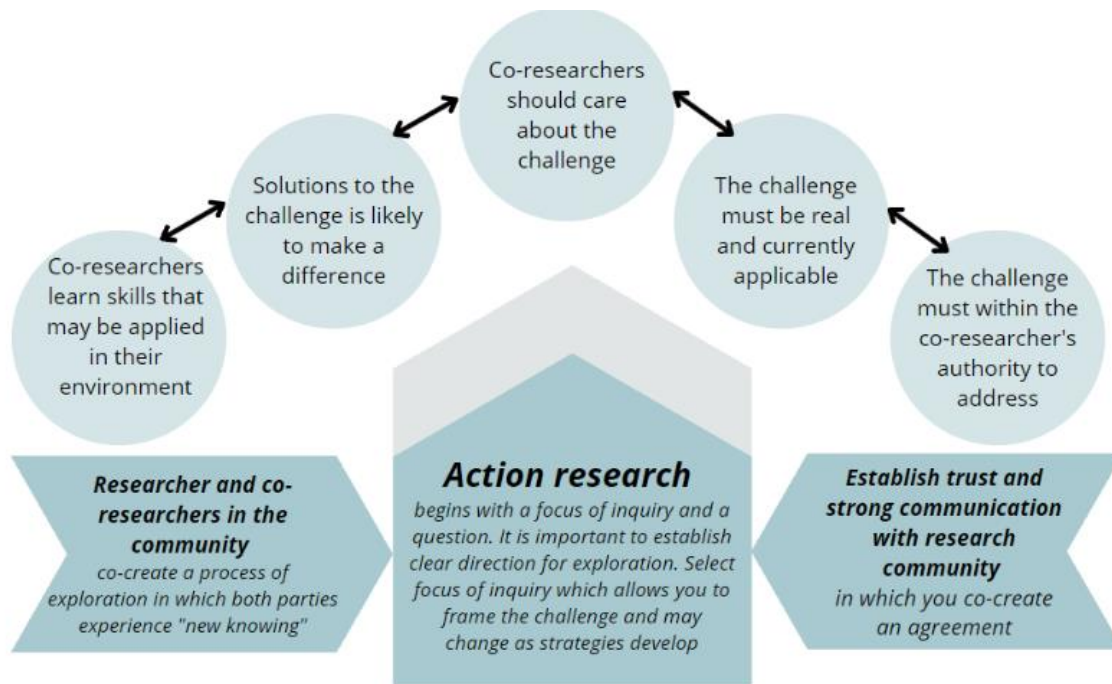 Co-researchers
should care
about the
challenge
Solutions to the
challenge is likely
to make a
difference
The challenge
must be real
and currently
applicable
Co-researchers
learn skills that
may be applied
in their
environment
The challenge
must within the
co-researcher's
authority to
address
Researcher and co-
researchers in the
community
co-create a process of
exploration in which both parties
experience "new knowing"
Action research
begins with a focus of inquiry and a
question. It is important to establish
clear direction for exploration. Select
focus of inquiry which allows you to
frame the challenge and may
change as strategies develop
Establish trust and
strong communication
with research
community
in which you co-create
an agreement